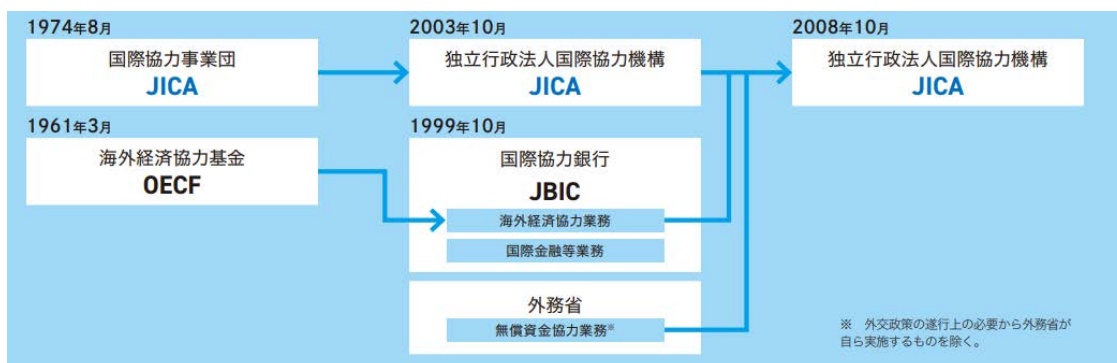 1974年8月
国際協力事業団
JICA
1961年3月
海外経済協力基金
OECF
2003年10月
独立行政法人国際協力機構
JICA
1999年10月
国際協力銀行
JBIC
海外経済協力業務
国際金融等業務
外務省
無償資金協力業務※
2008年10月
独立行政法人国際協力機構
JICA
※ 外交政策の遂行上の必要から外務省が
自ら実施するものを除く。